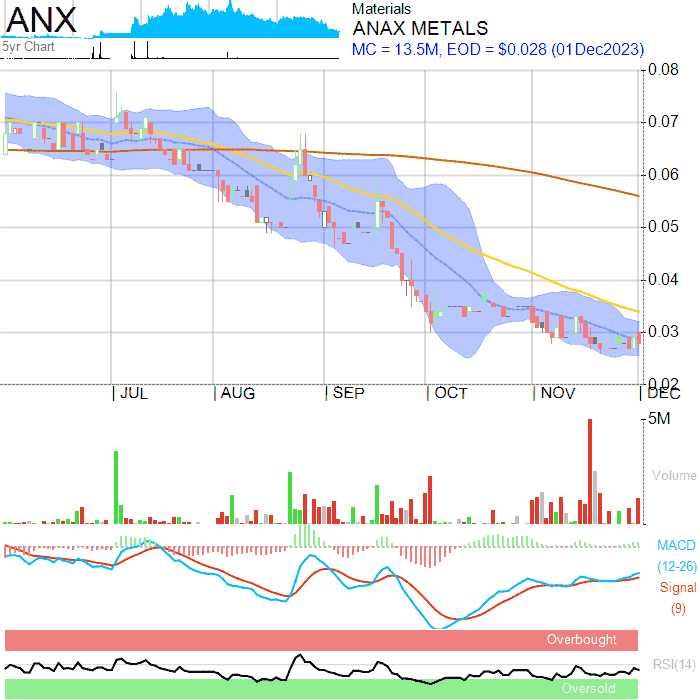 ANX
5yr Chart
Materials
ANAX METALS
MC = 13.5M, EOD = $0.028 (01Dec2023)
0.08
0.07
0.06
0.05
0.04
0.03
0.02
JUL AUG SEP OCT NOV DEC
5M
Volume
MACD
(12-26)
Signal
(9)
Overbought
RSI(14)
Oversold